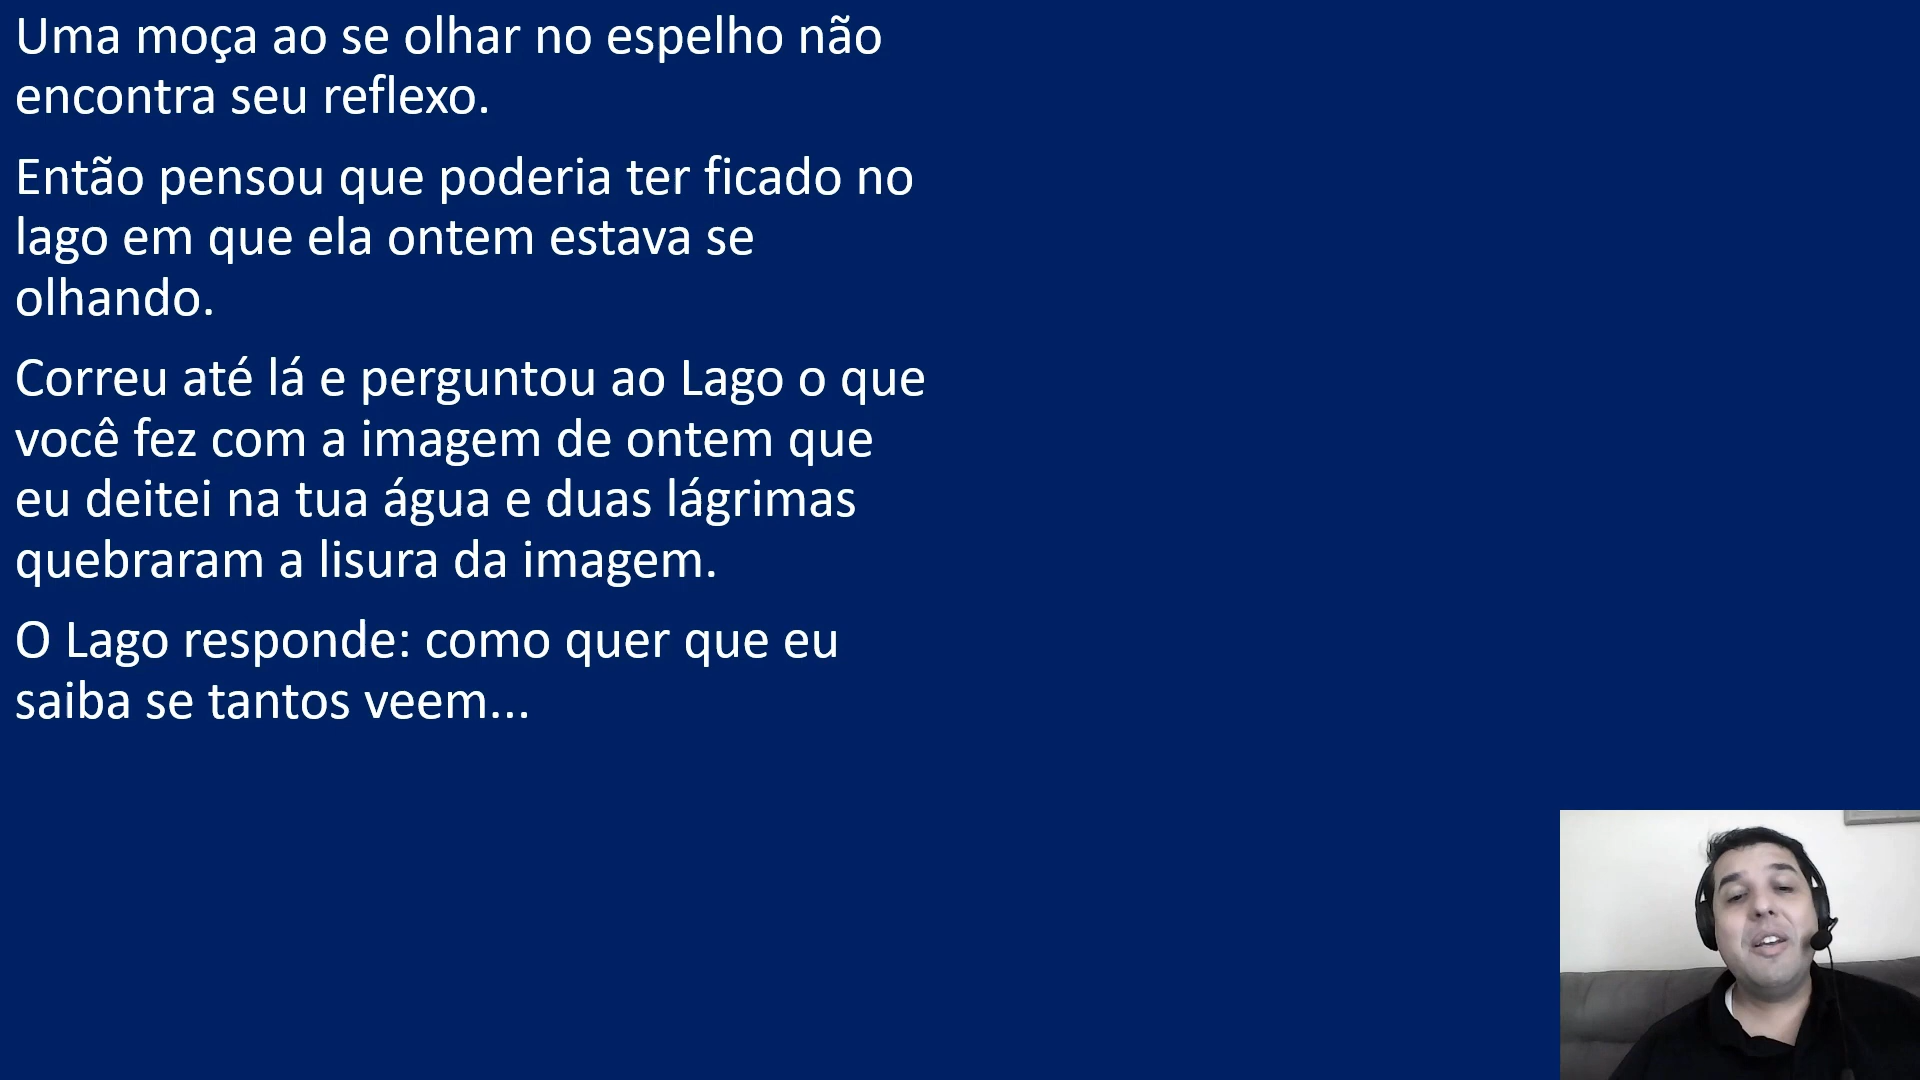 Uma moça ao se olhar no espelho não
encontra seu reflexo.
Então pensou que poderia ter ficado no
lago em que ela ontem estava se
olhando.
Correu até lá e perguntou ao Lago o que
você fez com a imagem de ontem que
eu deitei na tua água e duas lágrimas
quebraram a lisura da imagem.
O Lago responde: como quer que eu
saiba se tantos veem...